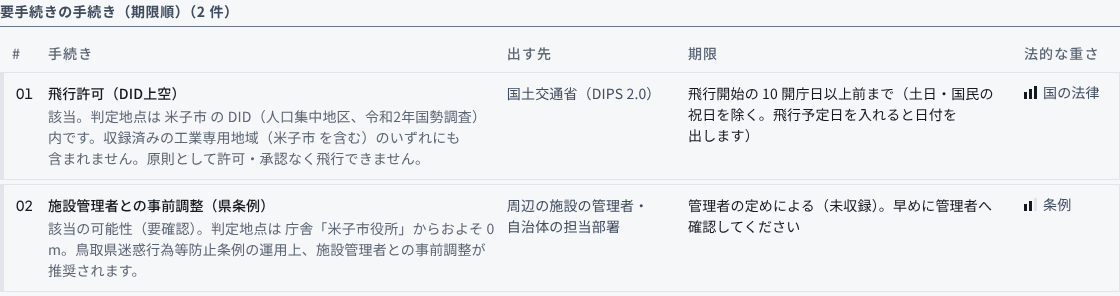 要手続きの手続き（期限順）（2 件）
# 手続き 出す先 期限 法的な重さ
01 飛行許可（DID上空） 国土交通省（DIPS 2.0） 飛行開始の 10 開庁日以上前まで（土日・国民の 国の法律
該当。判定地点は 米子市 の DID（人口集中地区、令和2年国勢調査） 祝日を除く。飛行予定日を入れると日付を
内です。収録済みの工業専用地域（米子市 を含む）のいずれにも 出します）
含まれません。原則として許可・承認なく飛行できません。
02 施設管理者との事前調整（県条例） 周辺の施設の管理者・ 管理者の定めによる（未収録）。早めに管理者へ 条例
該当の可能性（要確認）。判定地点は 庁舎「米子市役所」からおよそ 0 自治体の担当部署 確認してください
m。鳥取県迷惑行為等防止条例の運用上、施設管理者との事前調整が
推奨されます。